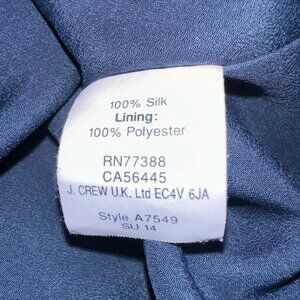 100% Silk
Lining:
100% Polyester
RN77388
CA56445
J. CREW U.K. Ltd EC4V 6JA
Style A7549
SU 14